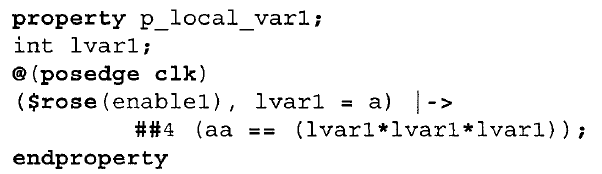 property p_local_var1;
int lvar1;
@(posedge clk)
($rose(enable1), lvar1 = a) |->
##4 (aa == (lvar1*lvar1*lvar1));
endproperty